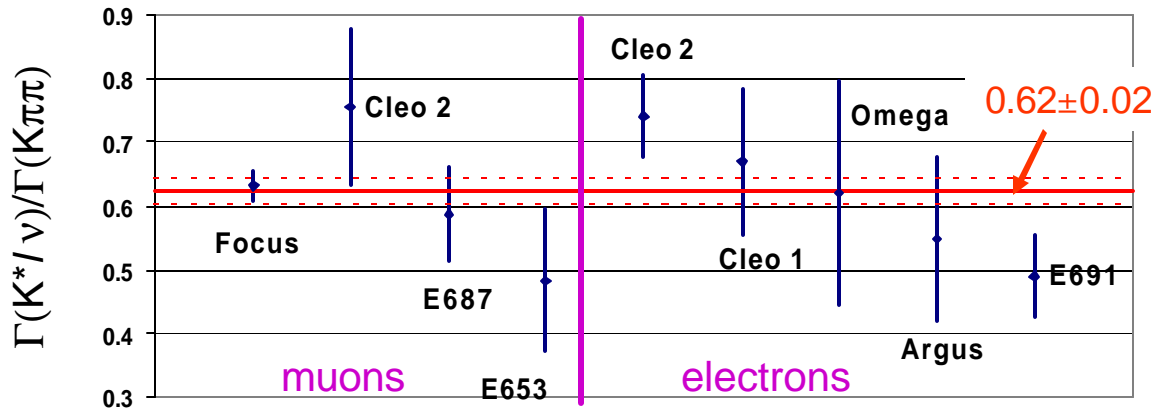 Γ(K*l ν)/Γ(Kππ)
0.9
0.8
0.7
0.6
0.5
0.4
0.3
Focus
Cleo 2
E687
E653
muons
Cleo 2
Cleo 1
Omega
Argus
E691
electrons
0.62±0.02